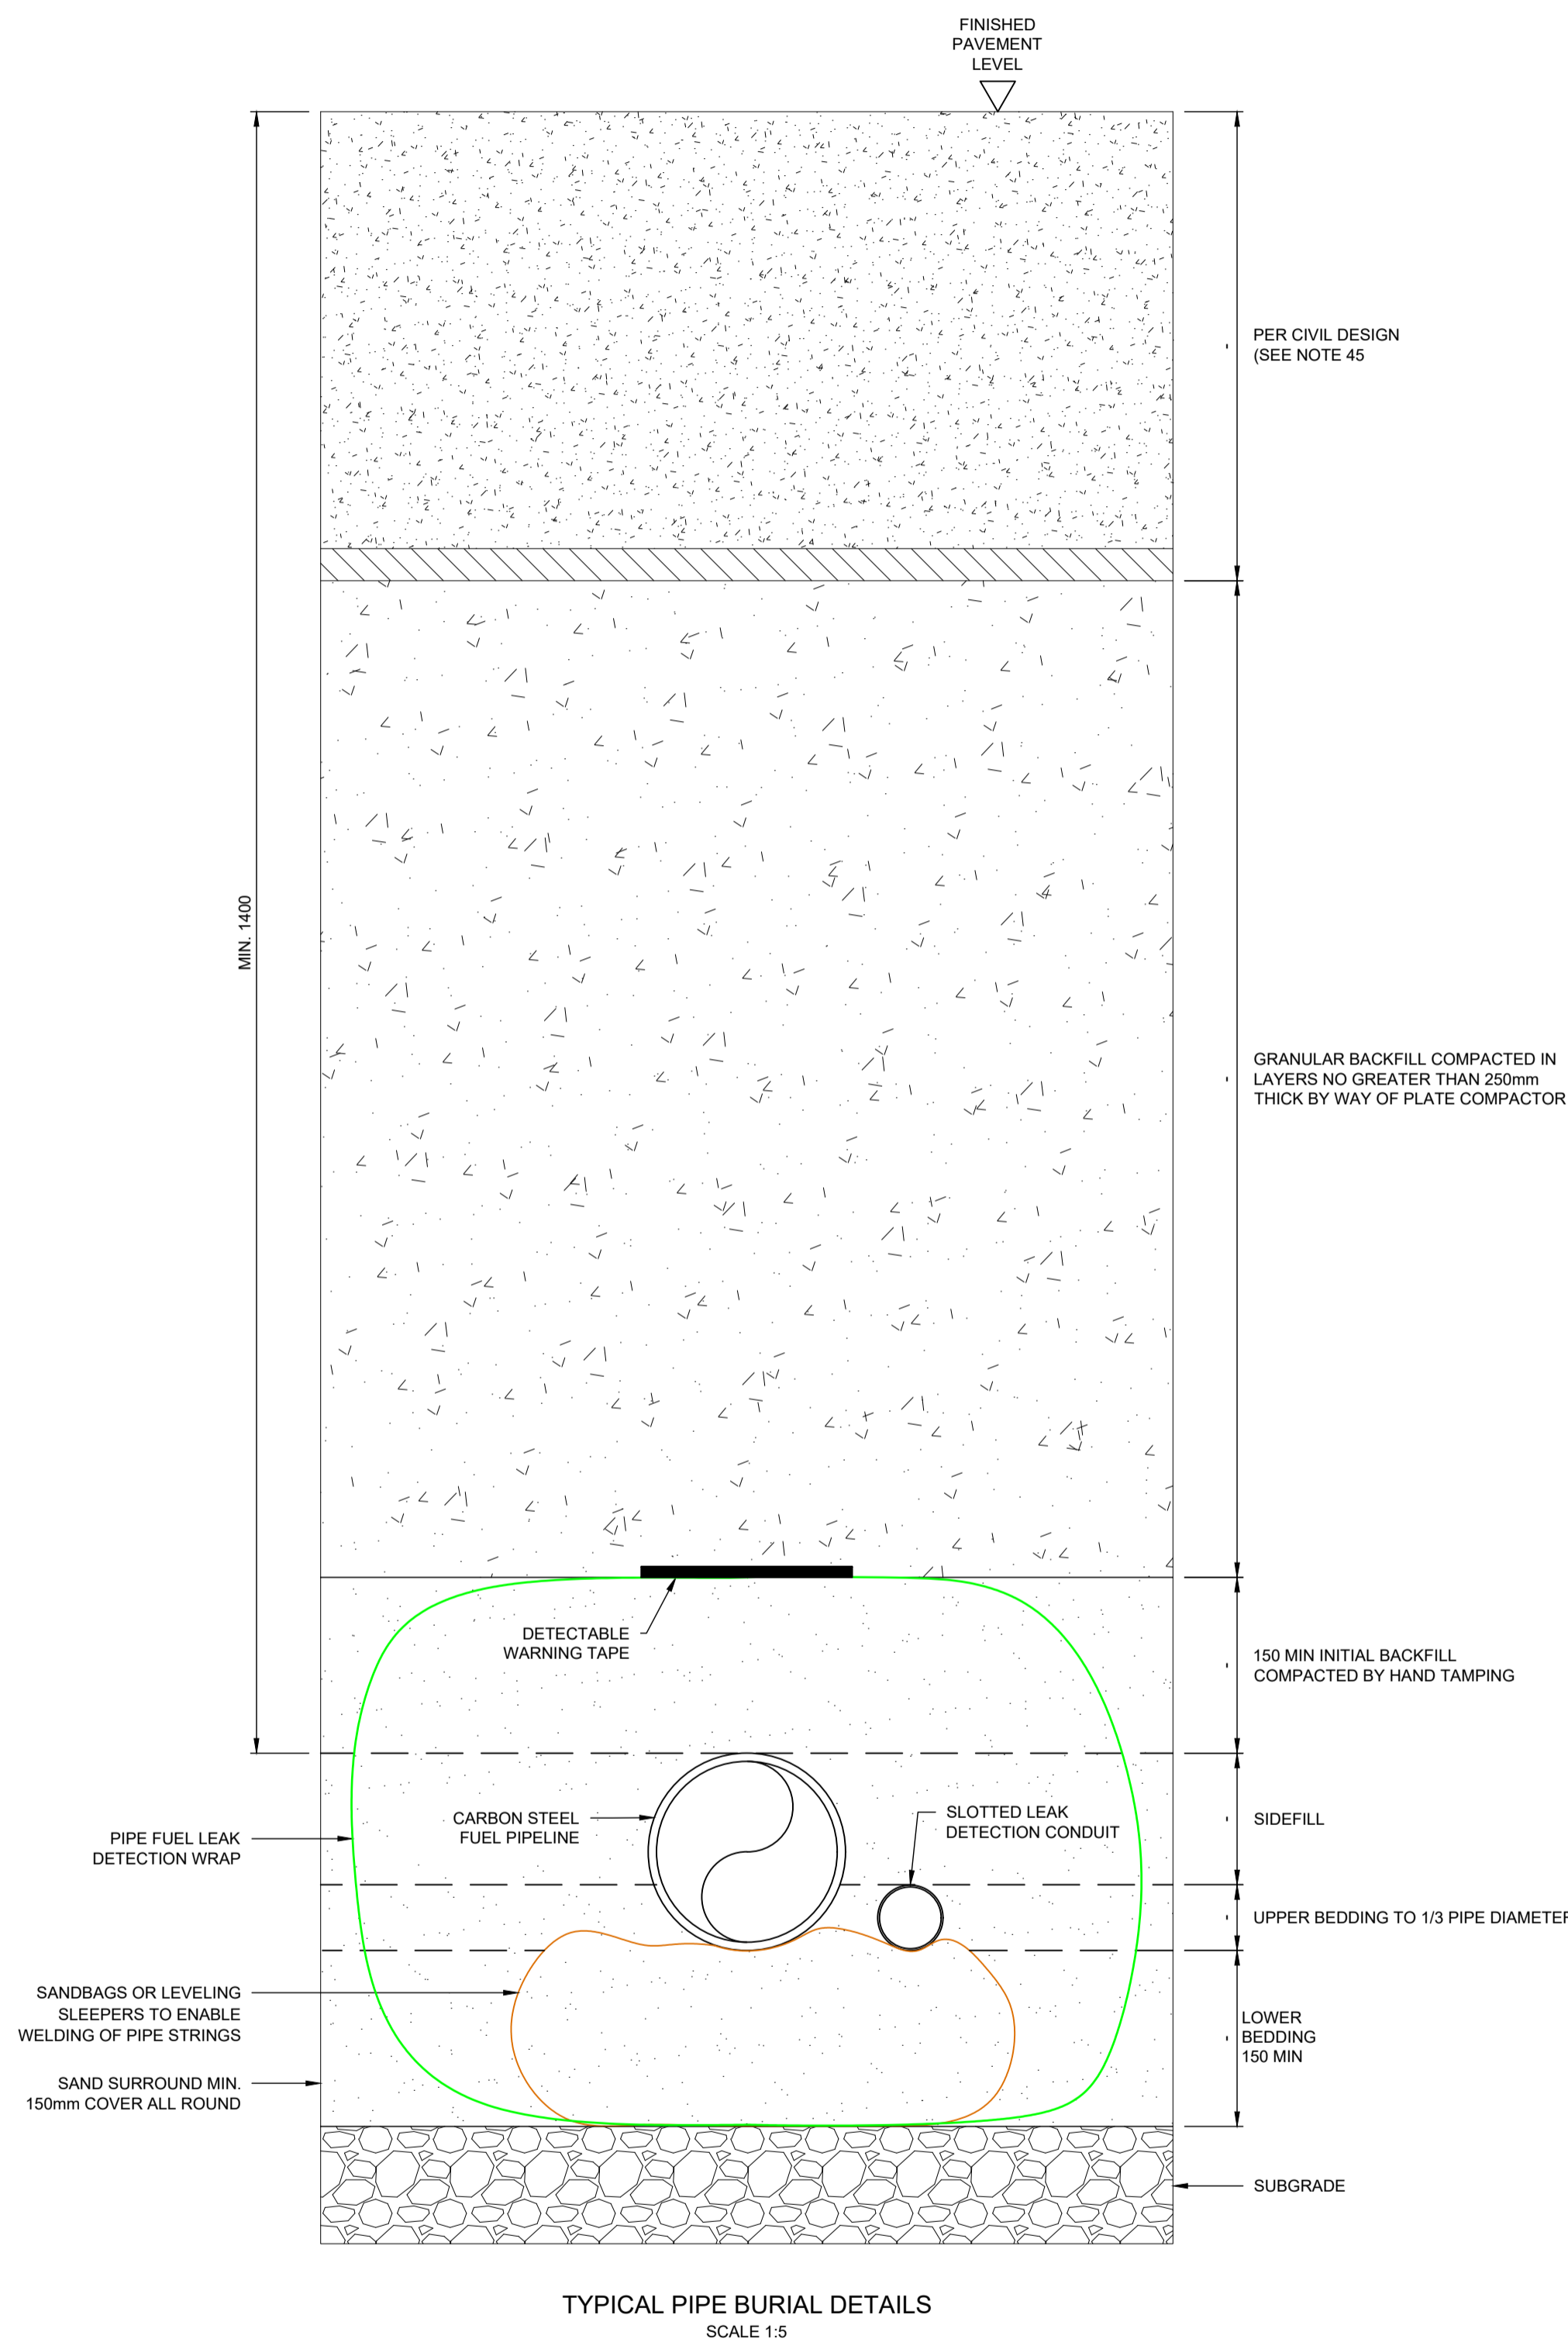 FINISHED
PAVEMENT
LEVEL
PER CIVIL DESIGN
(SEE NOTE 45
MIN. 1400
GRANULAR BACKFILL COMPACTED IN
LAYERS NO GREATER THAN 250mm
THICK BY WAY OF PLATE COMPACTOR
DETECTABLE
WARNING TAPE
150 MIN INITIAL BACKFILL
COMPACTED BY HAND TAMPING
CARBON STEEL
FUEL PIPELINE
SLOTTED LEAK
DETECTION CONDUIT
SIDEFILL
PIPE FUEL LEAK
DETECTION WRAP
UPPER BEDDING TO 1/3 PIPE DIAMETER
SANDBAGS OR LEVELING
SLEEPERS TO ENABLE
WELDING OF PIPE STRINGS
LOWER
BEDDING
150 MIN
SAND SURROUND MIN.
150mm COVER ALL ROUND
SUBGRADE
TYPICAL PIPE BURIAL DETAILS
SCALE 1:5